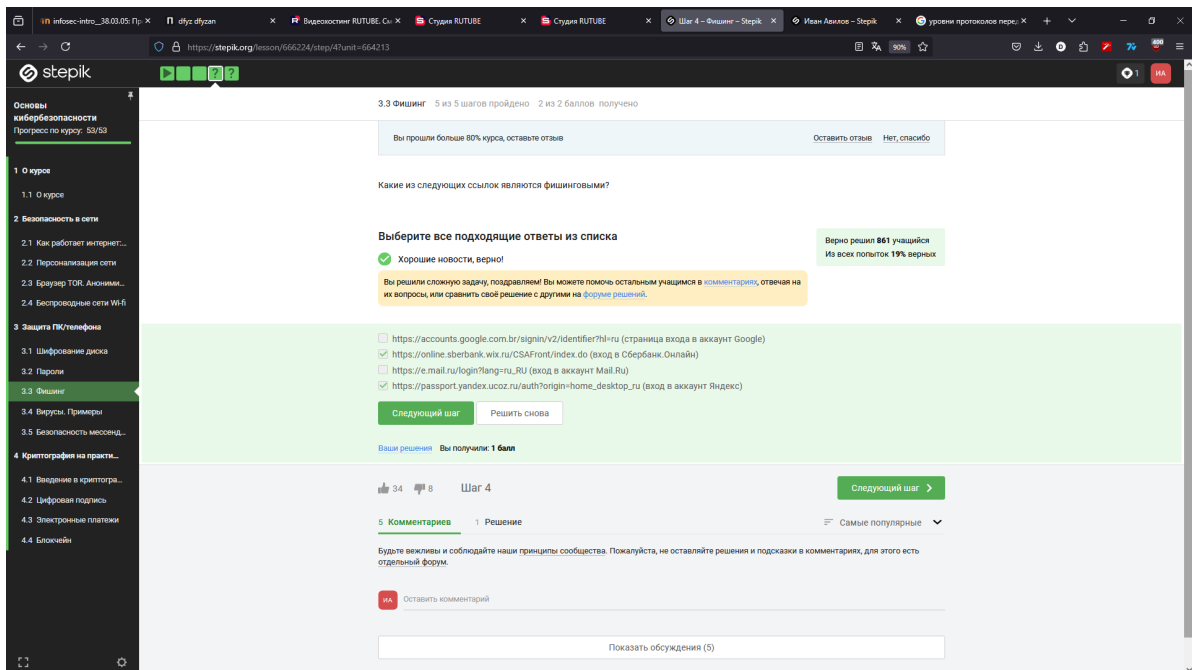 infosec-intro__38.03.05: Пр
dfyz dfyzan
Видеохостинг RUTUBE. См
Студия RUTUBE
Студия RUTUBE
Шаг 4 – Фишинг – Stepik
Иван Авилов – Stepik
уровни протоколов перед
https://stepik.org/lesson/666224/step/4?unit=664213
90%
400
stepik
1
ИА
Основы кибербезопасности
Прогресс по курсу: 53/53
1 О курсе
1.1 О курсе
2 Безопасность в сети
2.1 Как работает интернет:...
2.2 Персонализация сети
2.3 Браузер TOR. Аноними...
2.4 Беспроводные сети Wi-fi
3 Защита ПК/телефона
3.1 Шифрование диска
3.2 Пароли
3.3 Фишинг
3.4 Вирусы. Примеры
3.5 Безопасность мессенд...
4 Криптография на практи...
4.1 Введение в криптогра...
4.2 Цифровая подпись
4.3 Электронные платежи
4.4 Блокчейн
3.3 Фишинг 5 из 5 шагов пройдено 2 из 2 баллов получено
Вы прошли больше 80% курса, оставьте отзыв
Оставить отзыв Нет, спасибо
Какие из следующих ссылок являются фишинговыми?
Выберите все подходящие ответы из списка
Верно решил 861 учащийся
Из всех попыток 19% верных
Хорошие новости, верно!
Вы решили сложную задачу, поздравляем! Вы можете помочь остальным учащимся в комментариях, отвечая на
их вопросы, или сравнить своё решение с другими на форуме решений.
https://accounts.google.com.br/signin/v2/identifier?hl=ru (страница входа в аккаунт Google)
https://online.sberbank.wix.ru/CSAFront/index.do (вход в Сбербанк.Онлайн)
https://e.mail.ru/login?lang=ru_RU (вход в аккаунт Mail.Ru)
https://passport.yandex.ucoz.ru/auth?origin=home_desktop_ru (вход в аккаунт Яндекс)
Следующий шаг Решить снова
Ваши решения Вы получили: 1 балл
34 8 Шаг 4
Следующий шаг
5 Комментариев 1 Решение
Самые популярные
Будьте вежливы и соблюдайте наши принципы сообщества. Пожалуйста, не оставляйте решения и подсказки в комментариях, для этого есть
отдельный форум.
ИА Оставить комментарий
Показать обсуждения (5)